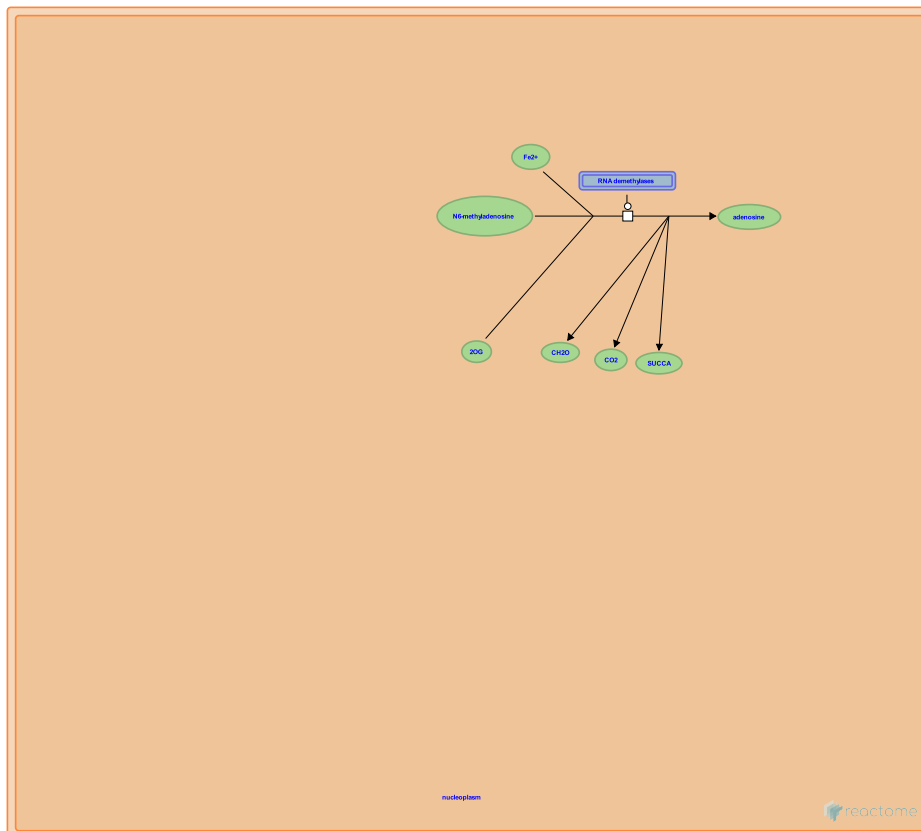 Fe2+
RNA demethylases
N6-methyladenosine
adenosine
2OG
CH2O
CO2
SUCCA
nucleoplasm
reactome